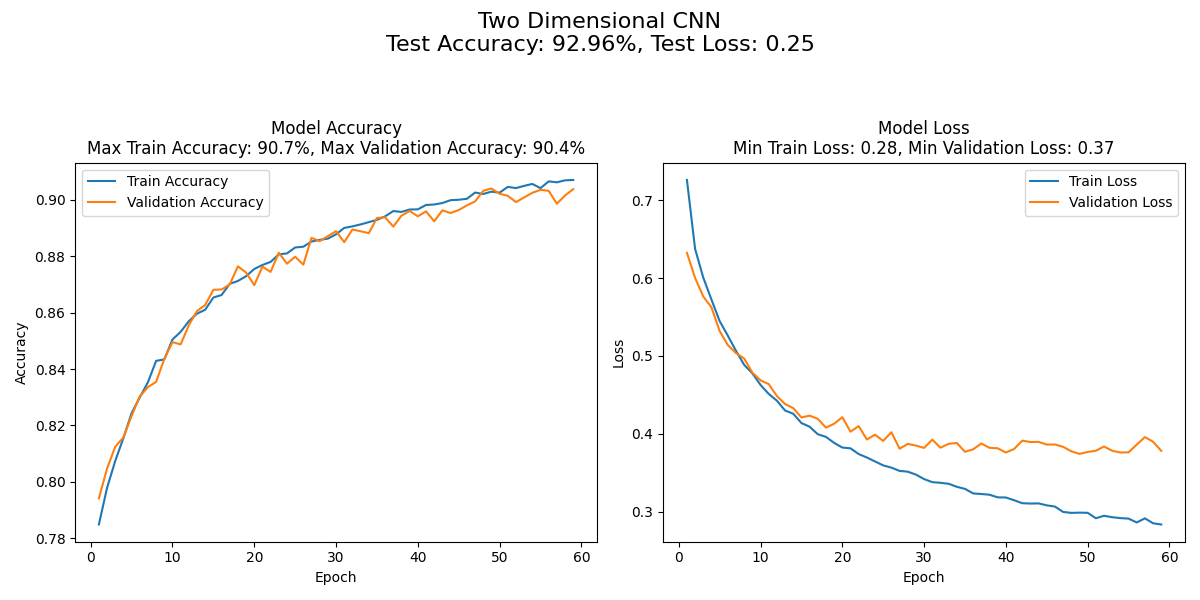 Two Dimensional CNN
Test Accuracy: 92.96%, Test Loss: 0.25
Model Accuracy
Max Train Accuracy: 90.7%, Max Validation Accuracy: 90.4%
Train Accuracy
Validation Accuracy
0.90
0.88
0.86
0.84
0.82
0.80
0.78
Accuracy
0
10
20
30
40
50
60
Epoch
Model Loss
Min Train Loss: 0.28, Min Validation Loss: 0.37
Train Loss
Validation Loss
0.7
0.6
0.5
0.4
0.3
Loss
0
10
20
30
40
50
60
Epoch